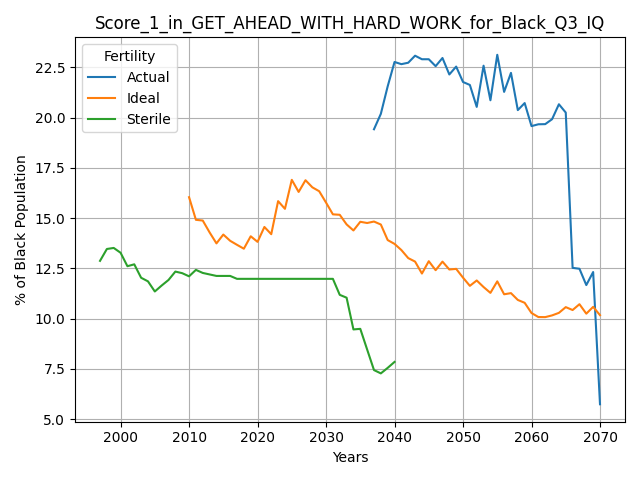 Score_1_in_GET_AHEAD_WITH_HARD_WORK_for_Black_Q3_IQ
Fertility
Actual
Ideal
Sterile
% of Black Population
22.5
20.0
17.5
15.0
12.5
10.0
7.5
5.0
2000 2010 2020 2030 2040 2050 2060 2070
Years